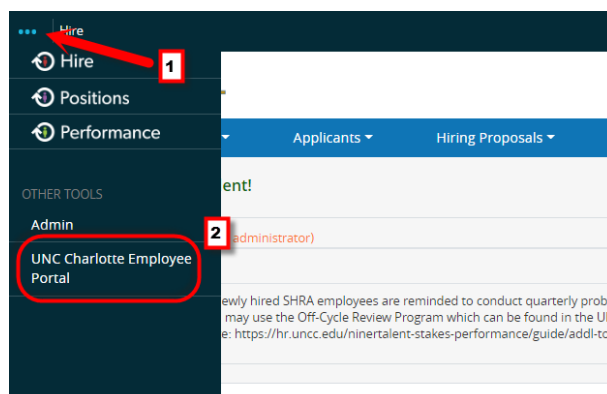 Hire
Hire
1
Positions
Performance
Applicants
Hiring Proposals
OTHER TOOLS
ent!
Admin
2
administrator)
UNC Charlotte Employee
Portal
ewly hired SHRA employees are reminded to conduct quarterly prob
may use the Off-Cycle Review Program which can be found in the U
e: https://hr.uncc.edu/ninertalent-stakes-performance/guide/addl-to